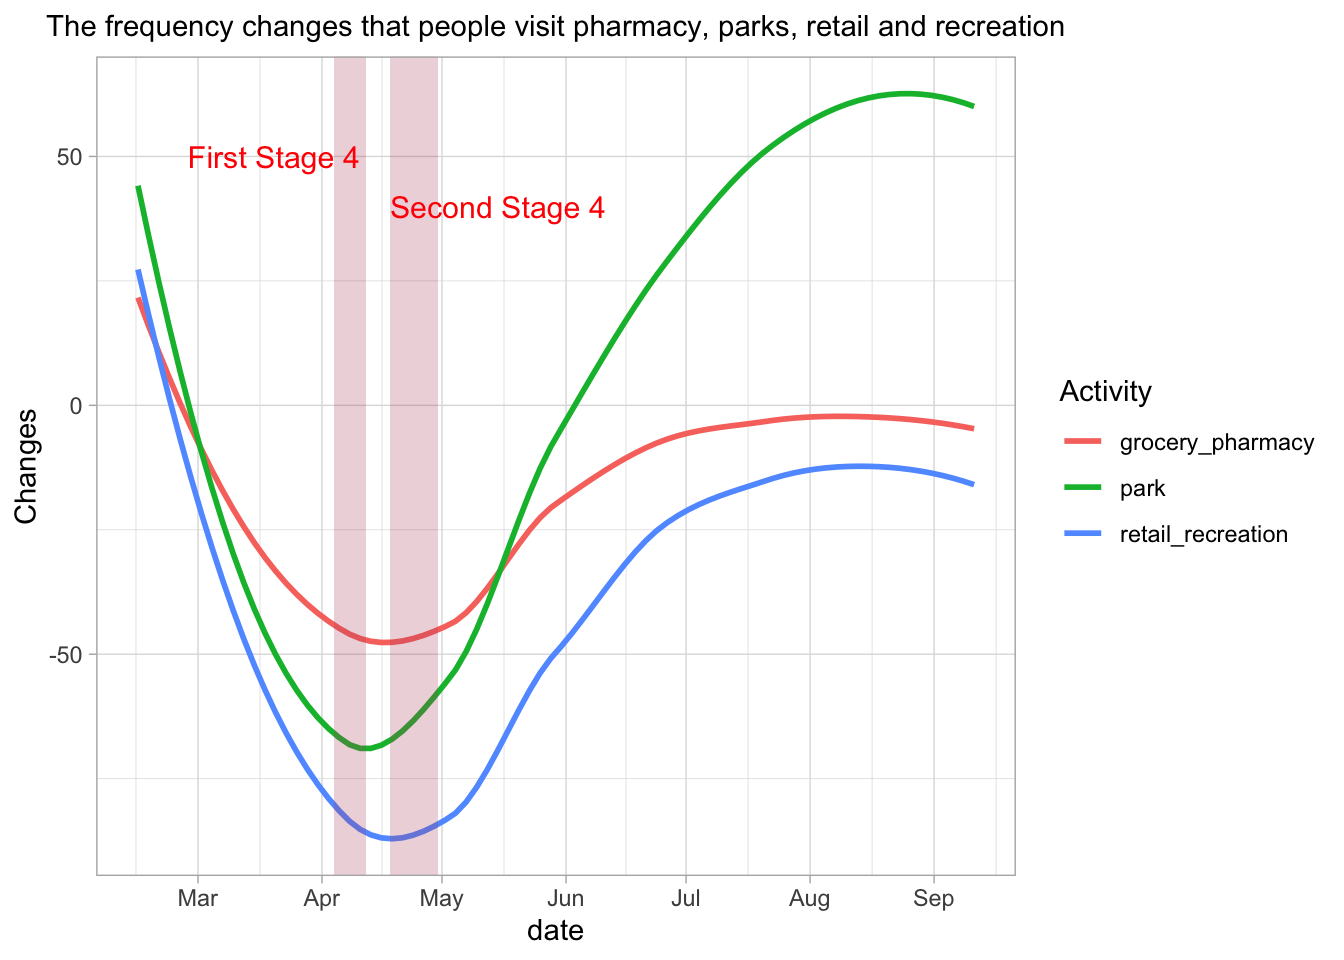 The frequency changes that people visit pharmacy, parks, retail and recreation
First Stage 4
Second Stage 4
50
0
-50
Changes
Mar
Apr
May
Jun
Jul
Aug
Sep
date
Activity
grocery_pharmacy
park
retail_recreation